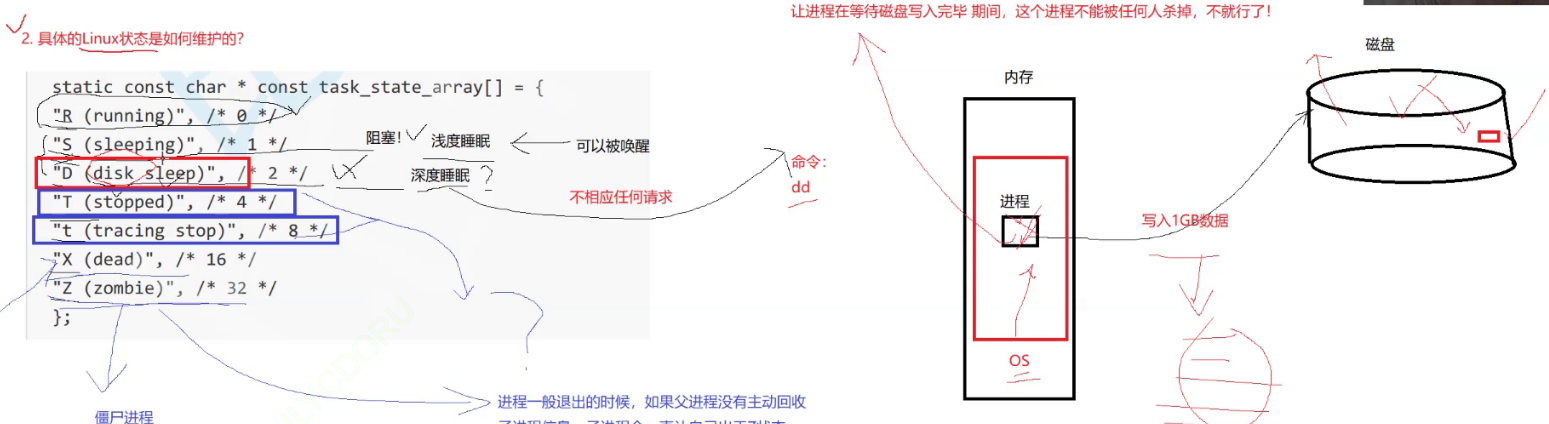 让进程在等待磁盘写入完毕 期间，这个进程不能被任何人杀掉，不就行了！
2. 具体的Linux状态是如何维护的？
磁盘
内存
static const char * const task_state_array[] = {
"R (running)", /* 0 */
"S (sleeping)", /* 1 */
阻塞！
浅度睡眠
可以被唤醒
"D (disk sleep)", /* 2 */
深度睡眠
?
命令：
dd
不相应任何请求
"T (stopped)", /* 4 */
进程
"t (tracing stop)", /* 8 */
写入1GB数据
"X (dead)", /* 16 */
"Z (zombie)", /* 32 */
};
OS
僵尸进程
进程一般退出的时候，如果父进程没有主动回收